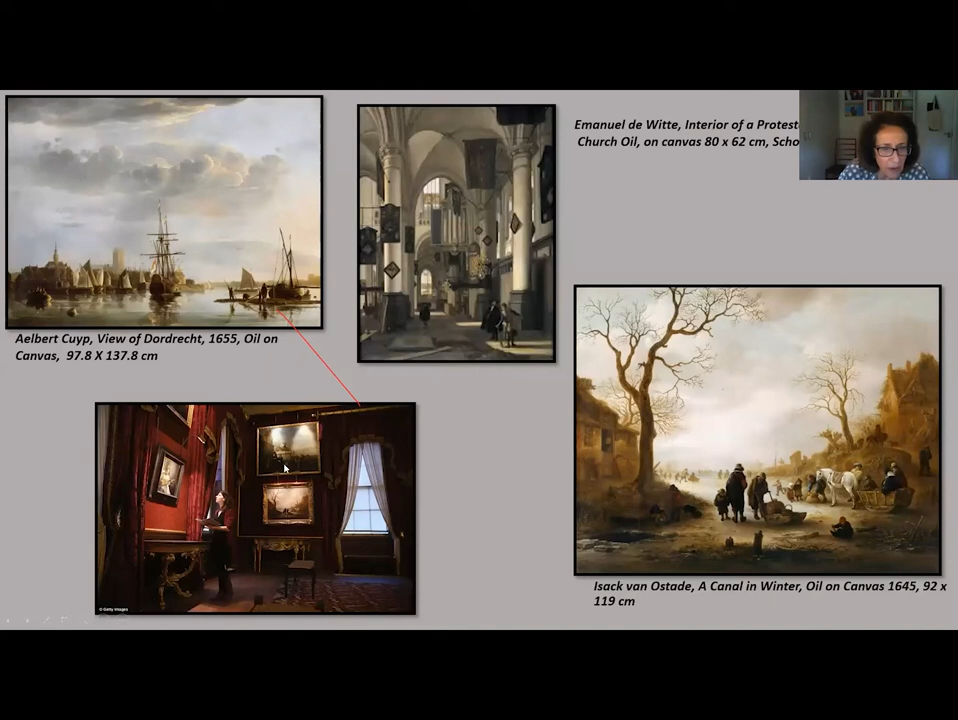 Emanuel de Witte, Interior of a Protest
Church Oil, on canvas 80 x 62 cm, Scho
Aelbert Cuyp, View of Dordrecht, 1655, Oil on
Canvas, 97.8 X 137.8 cm
© Getty Images
Isack van Ostade, A Canal in Winter, Oil on Canvas 1645, 92 x
119 cm